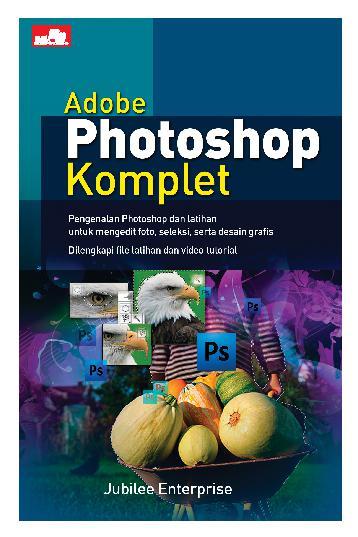 Adobe
Photoshop
Komplet
Pengenalan Photoshop dan latihan
untuk mengedit foto, seleksi, serta desain grafis
Dilengkapi file latihan dan video tutorial
Ps
Ps
Ps
Ps
Jubilee Enterprise